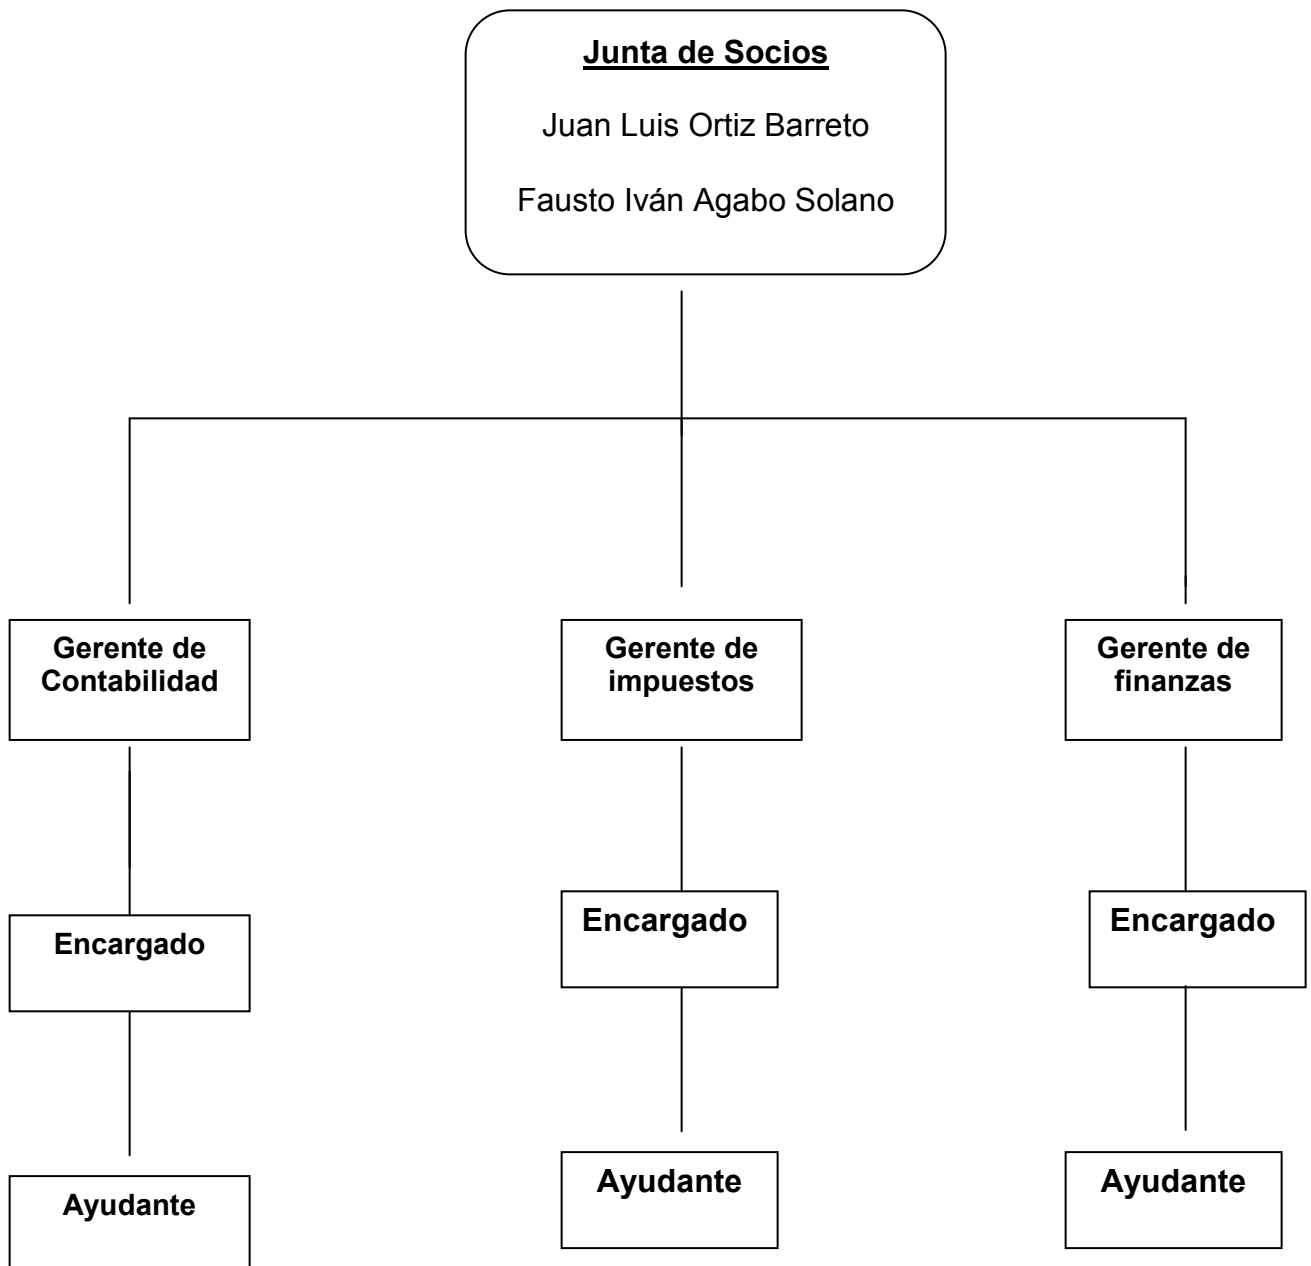 Junta de Socios
Juan Luis Ortiz Barreto
Fausto Iván Agabo Solano
Gerente de
Contabilidad
Gerente de
impuestos
Gerente de
finanzas
Encargado
Encargado
Encargado
Ayudante
Ayudante
Ayudante